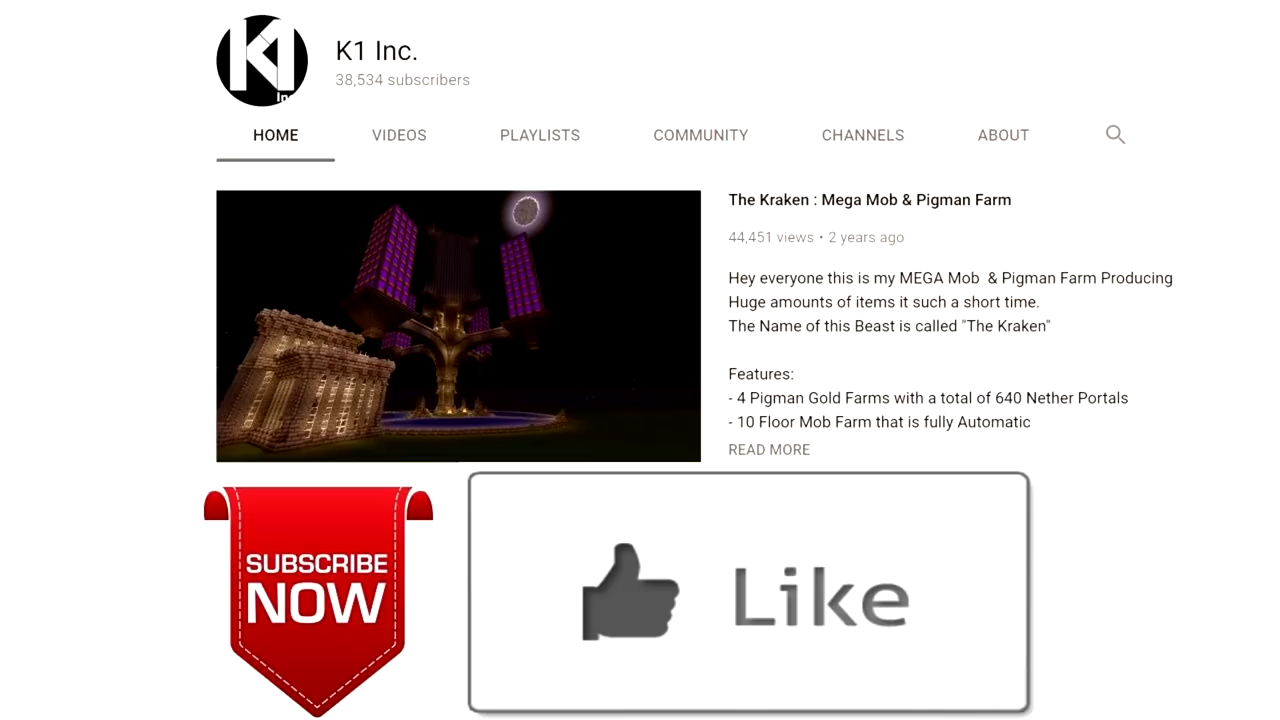 K1
Inc
K1 Inc.
38,534 subscribers
HOME VIDEOS PLAYLISTS COMMUNITY CHANNELS ABOUT
The Kraken : Mega Mob & Pigman Farm
44,451 views • 2 years ago
Hey everyone this is my MEGA Mob & Pigman Farm Producing
Huge amounts of items it such a short time.
The Name of this Beast is called "The Kraken"
Features:
- 4 Pigman Gold Farms with a total of 640 Nether Portals
- 10 Floor Mob Farm that is fully Automatic
READ MORE
SUBSCRIBE
NOW
Like